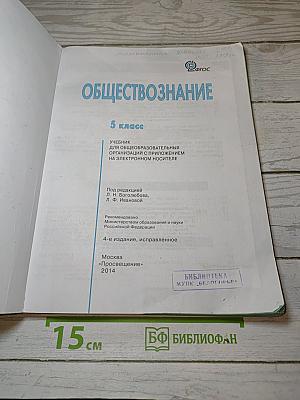 ФГОС
ОБЩЕСТВОЗНАНИЕ
5 класс
УЧЕБНИК
ДЛЯ ОБЩЕОБРАЗОВАТЕЛЬНЫХ
ОРГАНИЗАЦИЙ С ПРИЛОЖЕНИЕМ
НА ЭЛЕКТРОННОМ НОСИТЕЛЕ
Под редакцией
Л. Н. Боголюбова,
Л. Ф. Ивановой
Рекомендовано
Министерством образования и науки
Российской Федерации
4-е издание, исправленное
Москва
«Просвещение»
2014
БИБЛИОТЕКА
15 см
БФ БИБЛИОФАН